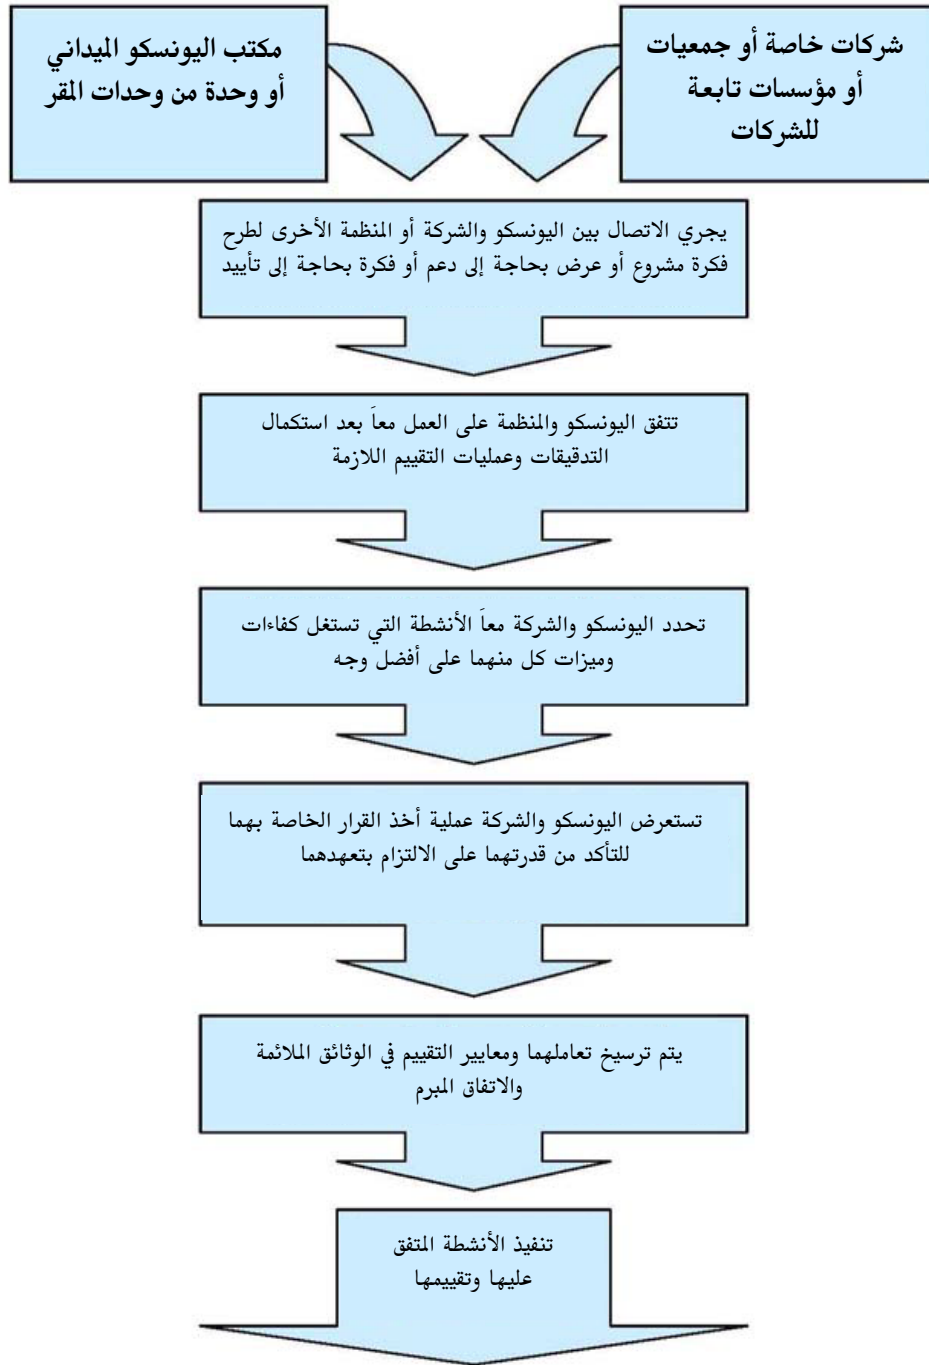 شركات خاصة أو جمعيات
أو مؤسسات تابعة
للشركات
مكتب اليونسكو الميداني
أو وحدة من وحدات المقر
يجري الاتصال بين اليونسكو والشركة أو المنظمة الأخرى لطرح
فكرة مشروع أو عرض بحاجة إلى دعم أو فكرة بحاجة إلى تأييد
تتفق اليونسكو والمنظمة على العمل معاَ بعد استكمال
التدقيقات وعمليات التقييم اللازمة
تحدد اليونسكو والشركة معاَ الأنشطة التي تستغل كفاءات
وميزات كل منهما على أفضل وجه
تستعرض اليونسكو والشركة عملية أخذ القرار الخاصة بهما
للتأكد من قدرتهما على الالتزام بتعهدهما
يتم ترسيخ تعاملهما ومعايير التقييم في الوثائق الملائمة
والاتفاق المبرم
تنفيذ الأنشطة المتفق
عليها وتقييمها